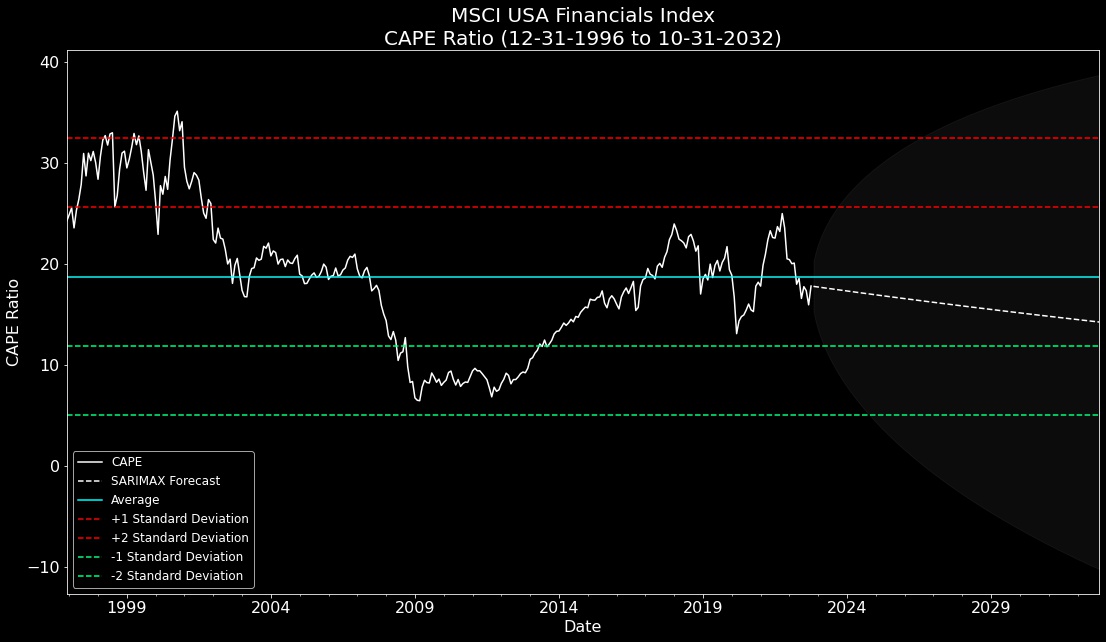 MSCI USA Financials Index
CAPE Ratio (12-31-1996 to 10-31-2032)
40
30
20
10
0
−10
CAPE Ratio
CAPE
SARIMAX Forecast
Average
+1 Standard Deviation
+2 Standard Deviation
-1 Standard Deviation
-2 Standard Deviation
1999 2004 2009 2014 2019 2024 2029
Date